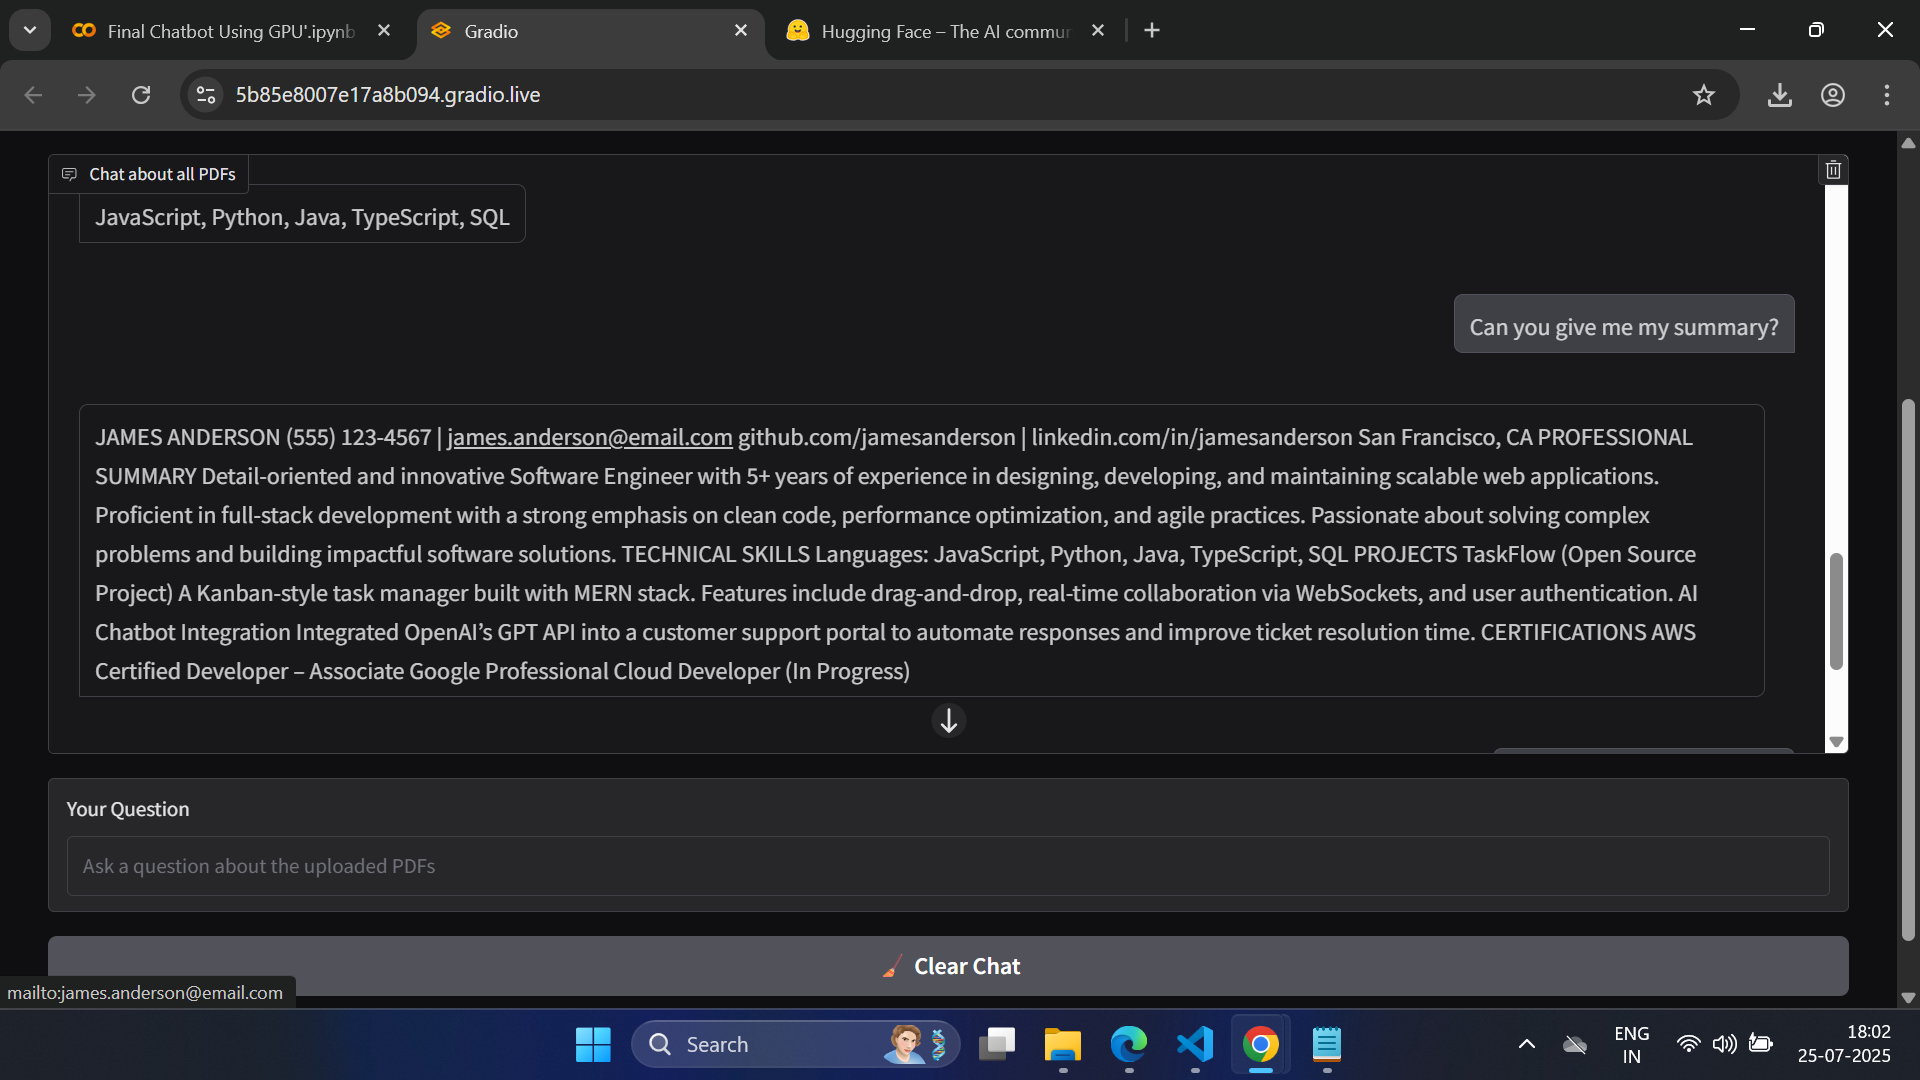 Final Chatbot Using GPU'.ipynb
Gradio
Hugging Face – The AI commun
5b85e8007e17a8b094.gradio.live
Chat about all PDFs
JavaScript, Python, Java, TypeScript, SQL
Can you give me my summary?
JAMES ANDERSON (555) 123-4567 | james.anderson@email.com github.com/jamesanderson | linkedin.com/in/jamesanderson San Francisco, CA PROFESSIONAL
SUMMARY Detail-oriented and innovative Software Engineer with 5+ years of experience in designing, developing, and maintaining scalable web applications.
Proficient in full-stack development with a strong emphasis on clean code, performance optimization, and agile practices. Passionate about solving complex
problems and building impactful software solutions. TECHNICAL SKILLS Languages: JavaScript, Python, Java, TypeScript, SQL PROJECTS TaskFlow (Open Source
Project) A Kanban-style task manager built with MERN stack. Features include drag-and-drop, real-time collaboration via WebSockets, and user authentication. AI
Chatbot Integration Integrated OpenAI’s GPT API into a customer support portal to automate responses and improve ticket resolution time. CERTIFICATIONS AWS
Certified Developer – Associate Google Professional Cloud Developer (In Progress)
Your Question
Ask a question about the uploaded PDFs
Clear Chat
mailto:james.anderson@email.com
Search
ENG
IN
18:02
25-07-2025